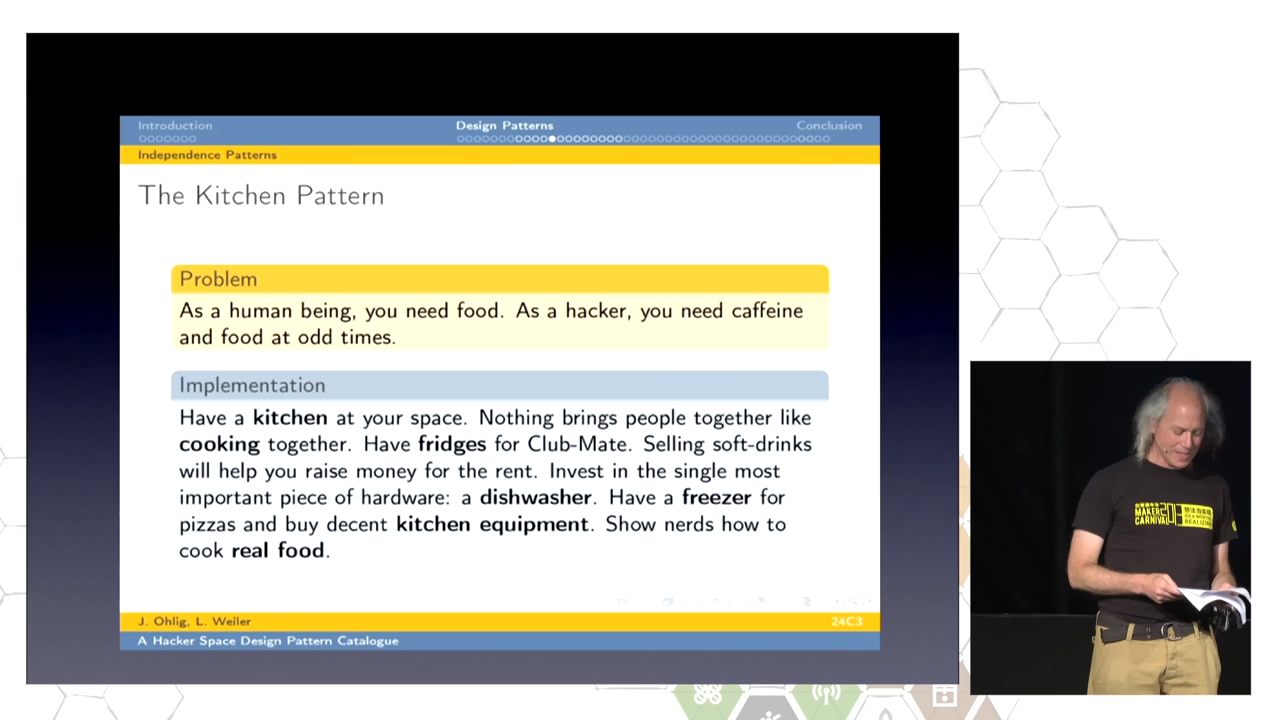 Introduction
Design Patterns
Conclusion
Independence Patterns
The Kitchen Pattern
Problem
As a human being, you need food. As a hacker, you need caffeine
and food at odd times.
Implementation
Have a kitchen at your space. Nothing brings people together like
cooking together. Have fridges for Club-Mate. Selling soft-drinks
will help you raise money for the rent. Invest in the single most
important piece of hardware: a dishwasher. Have a freezer for
pizzas and buy decent kitchen equipment. Show nerds how to
cook real food.
J. Ohlig, L. Weiler
24C3
A Hacker Space Design Pattern Catalogue
MAKER
CARNIVAL
REALIZING